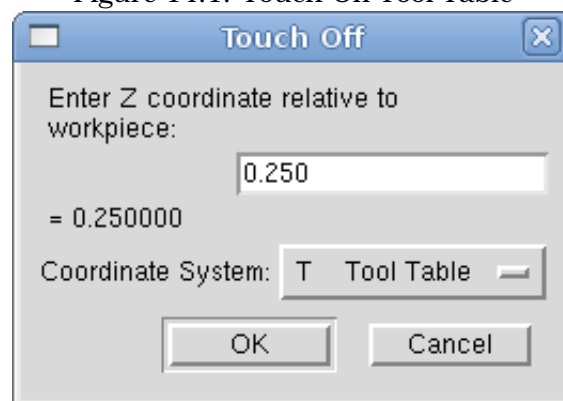 Figure 14.1: Touch Off Tool Table
Touch Off
Enter Z coordinate relative to
workpiece:
0.250
= 0.250000
Coordinate System: T Tool Table
OK Cancel